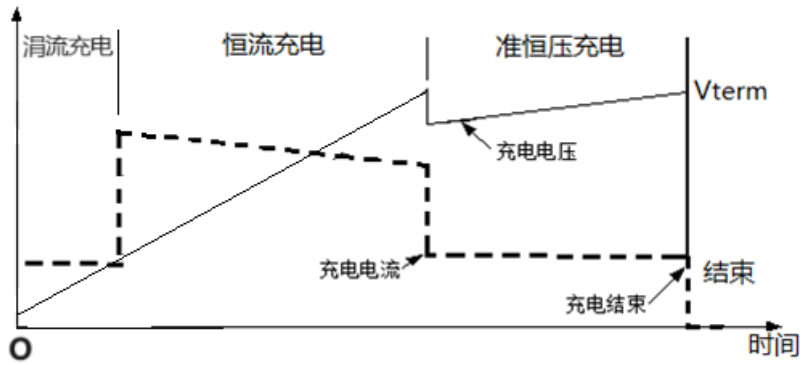 涓流充电
恒流充电
准恒压充电
Vterm
充电电压
充电电流
结束
充电结束
O
时间